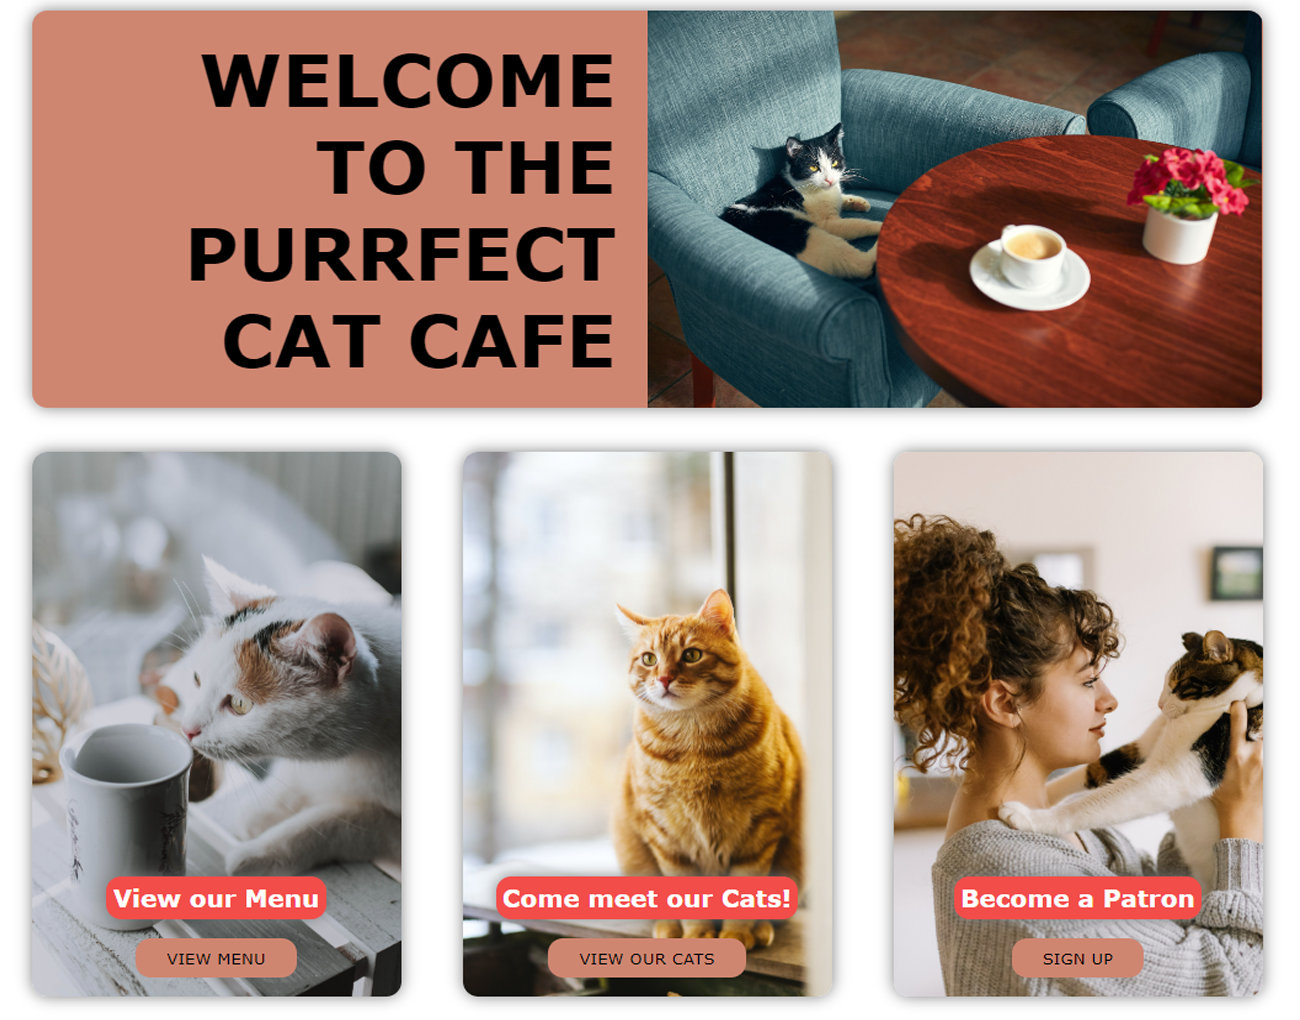 WELCOME
TO THE
PURRFECT
CAT CAFE
View our Menu
VIEW MENU
Come meet our Cats!
VIEW OUR CATS
Become a Patron
SIGN UP